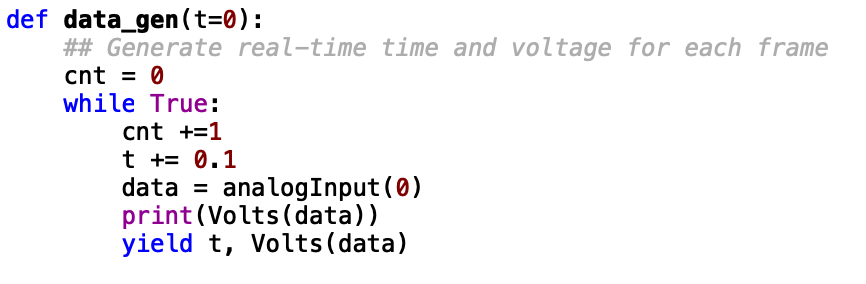 def data_gen(t=0):
    ## Generate real-time time and voltage for each frame
    cnt = 0
    while True:
        cnt +=1
        t += 0.1
        data = analogInput(0)
        print(Volts(data))
        yield t, Volts(data)